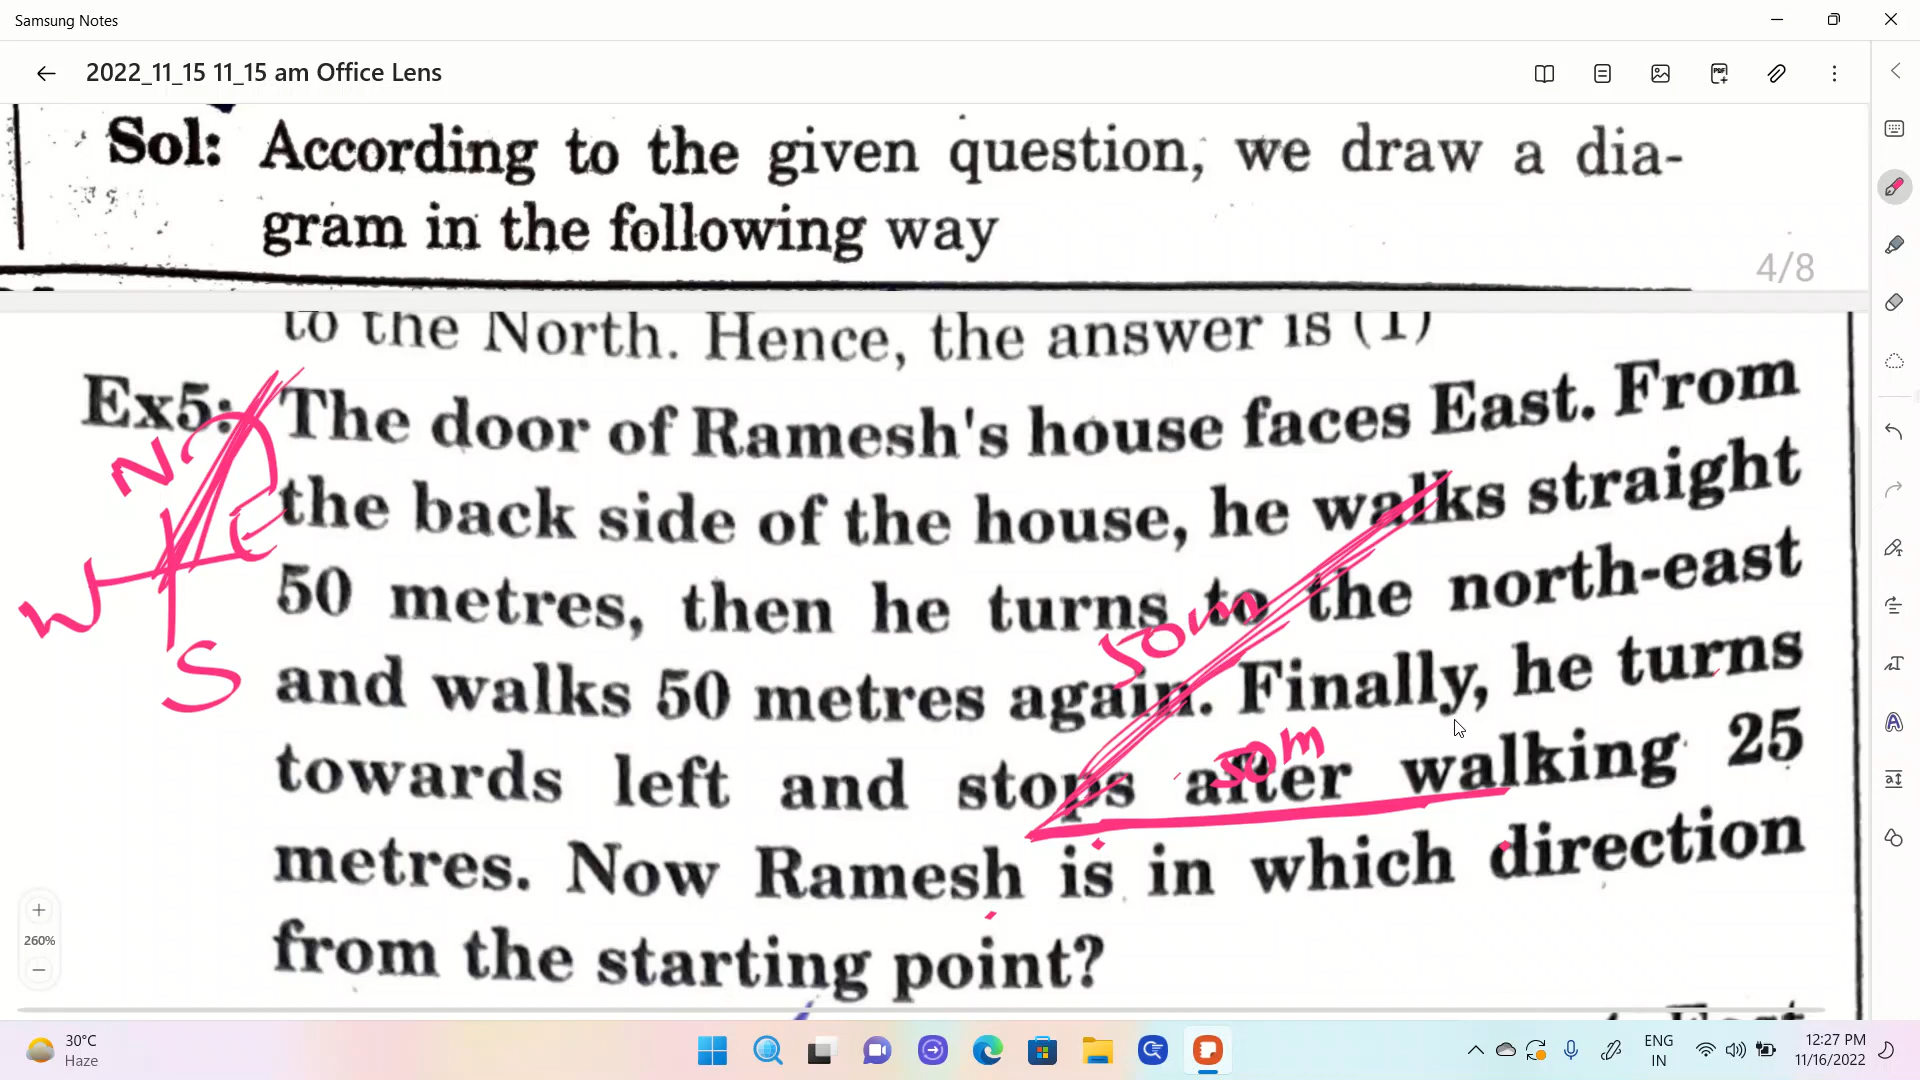 Samsung Notes
2022_11_15 11_15 am Office Lens
Sol: According to the given question, we draw a dia-
gram in the following way
4/8
to the North. Hence, the answer is (1)
Ex5: The door of Ramesh's house faces East. From
the back side of the house, he walks straight
50 metres, then he turns to the north-east
and walks 50 metres again. Finally, he turns
towards left and stops after walking 25
metres. Now Ramesh is in which direction
from the starting point?
N
E
W
S
50m
50m
260%
30°C
Haze
ENG
IN
12:27 PM
11/16/2022